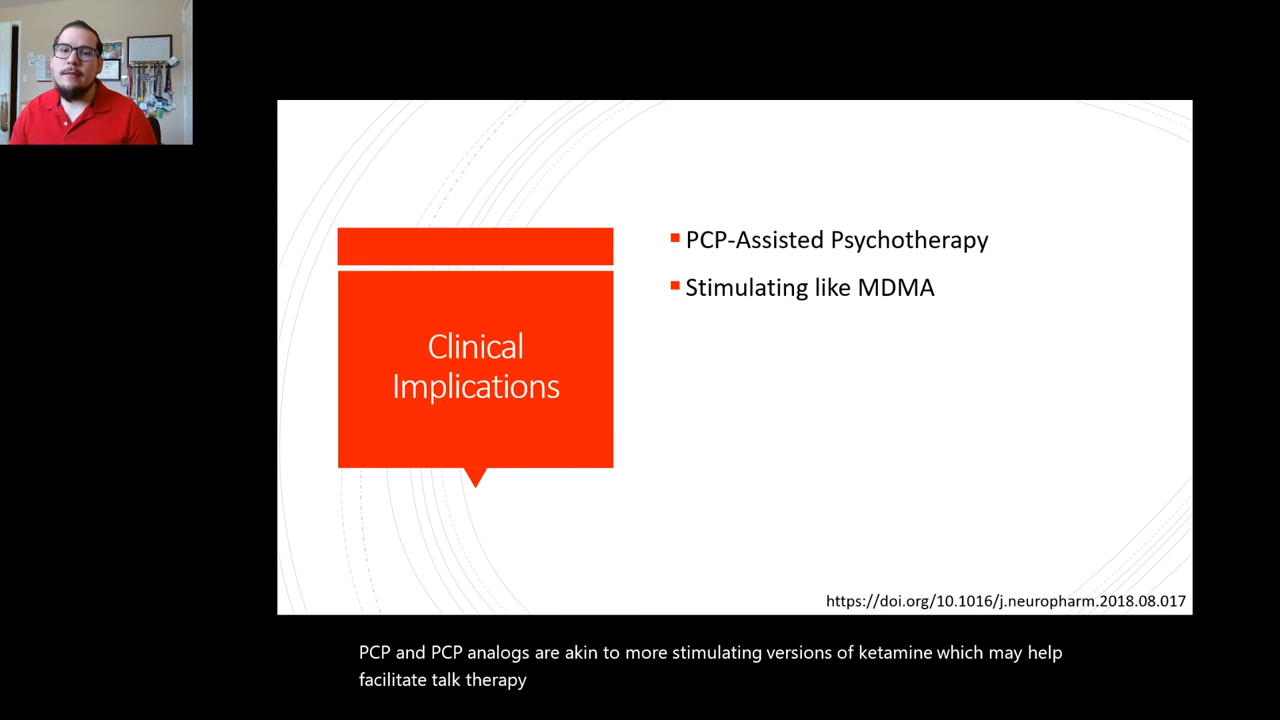 Clinical
Implications
PCP-Assisted Psychotherapy
Stimulating like MDMA
https://doi.org/10.1016/j.neuropharm.2018.08.017
PCP and PCP analogs are akin to more stimulating versions of ketamine which may help
facilitate talk therapy